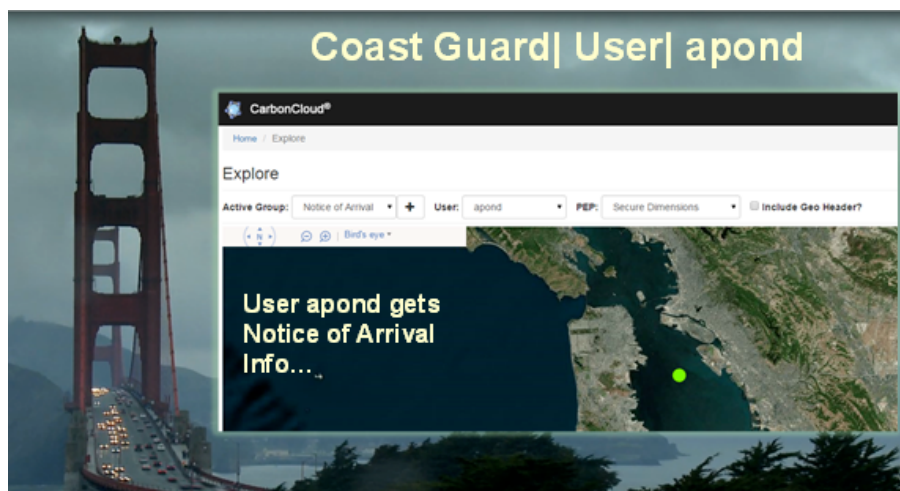 Coast Guard| User| apond
CarbonCloud®
Home / Explore
Explore
Active Group: Notice of Arrival + User: apond PEP: Secure Dimensions Include Geo Header?
N Bird's eye
User apond gets
Notice of Arrival
Info...